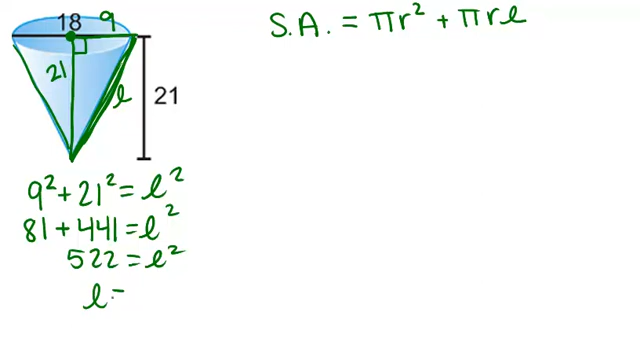 18 9
S.A. = πr² + πrℓ
21
ℓ
21
9² + 21² = ℓ²
81 + 441 = ℓ²
522 = ℓ²
ℓ =